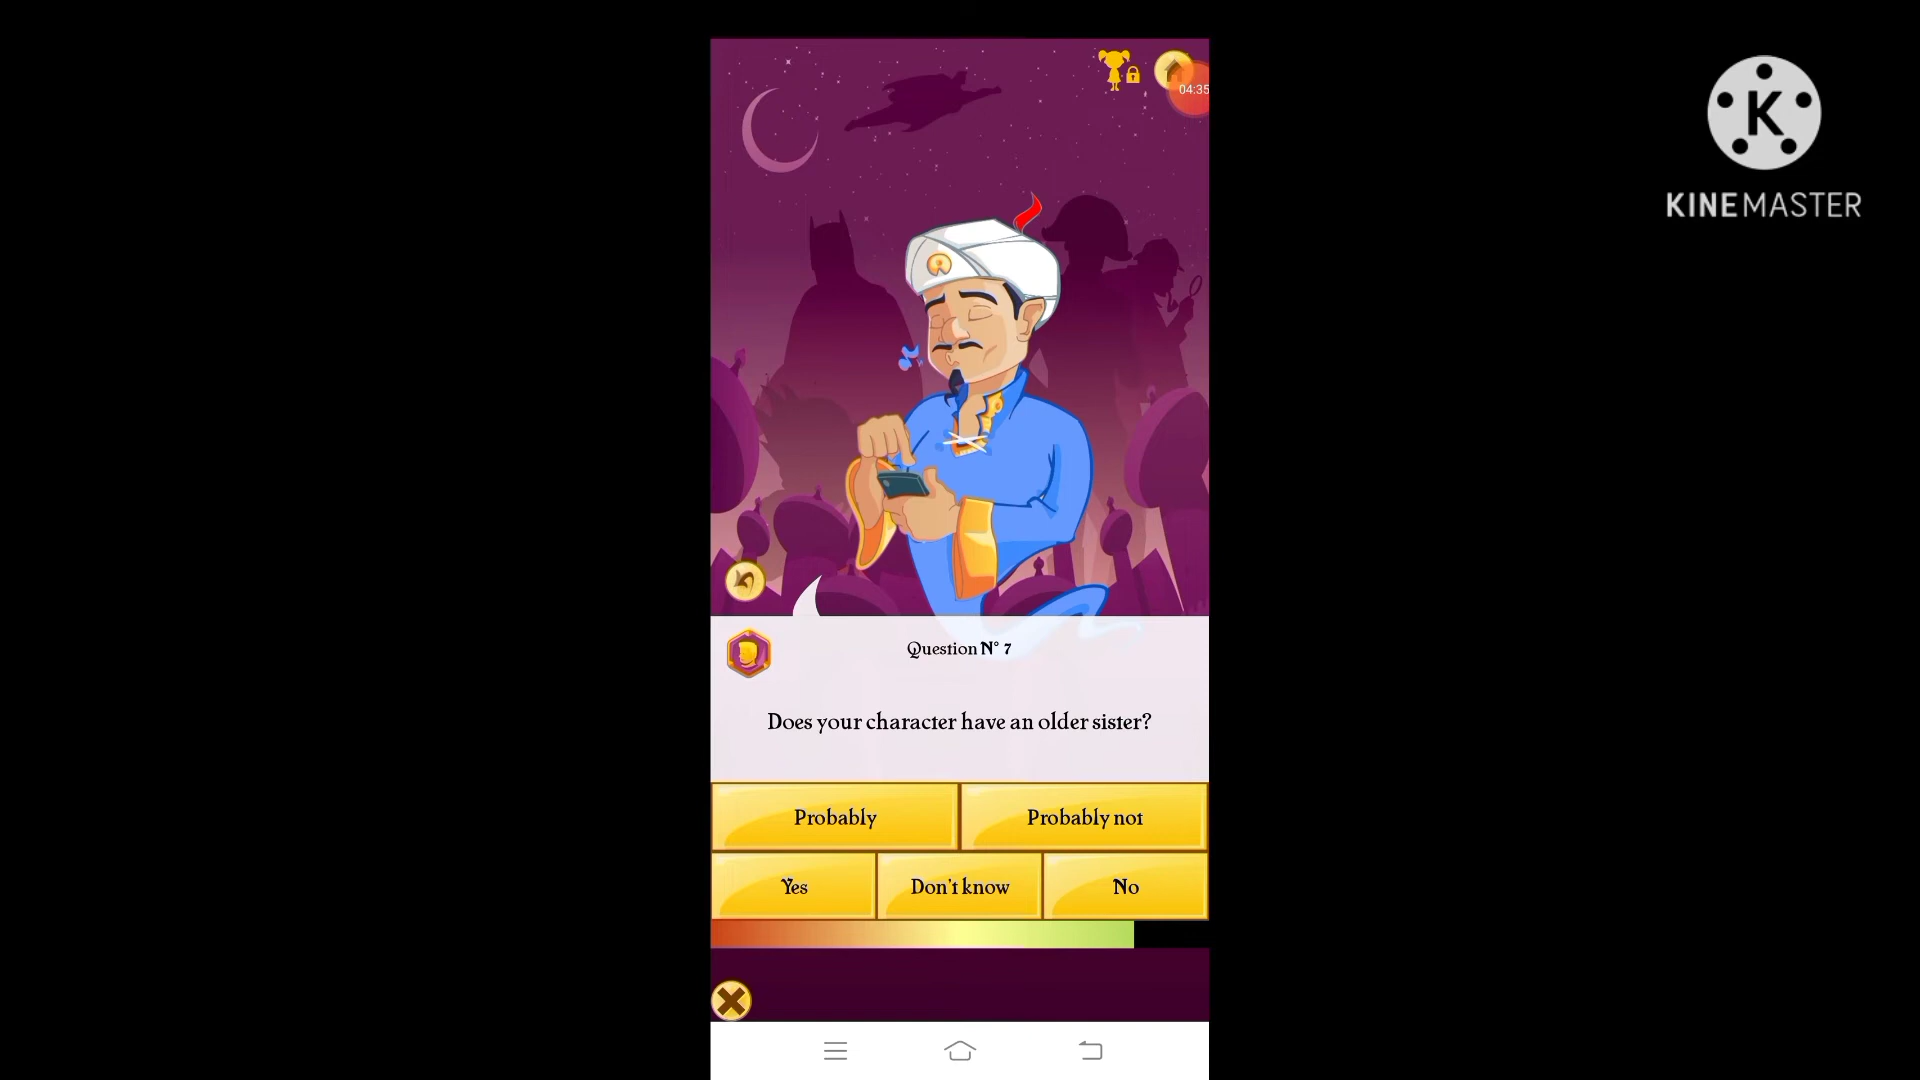 04:35
K
KINEMASTER
Question N° 7
Does your character have an older sister?
Probably
Probably not
Yes
Don't know
No